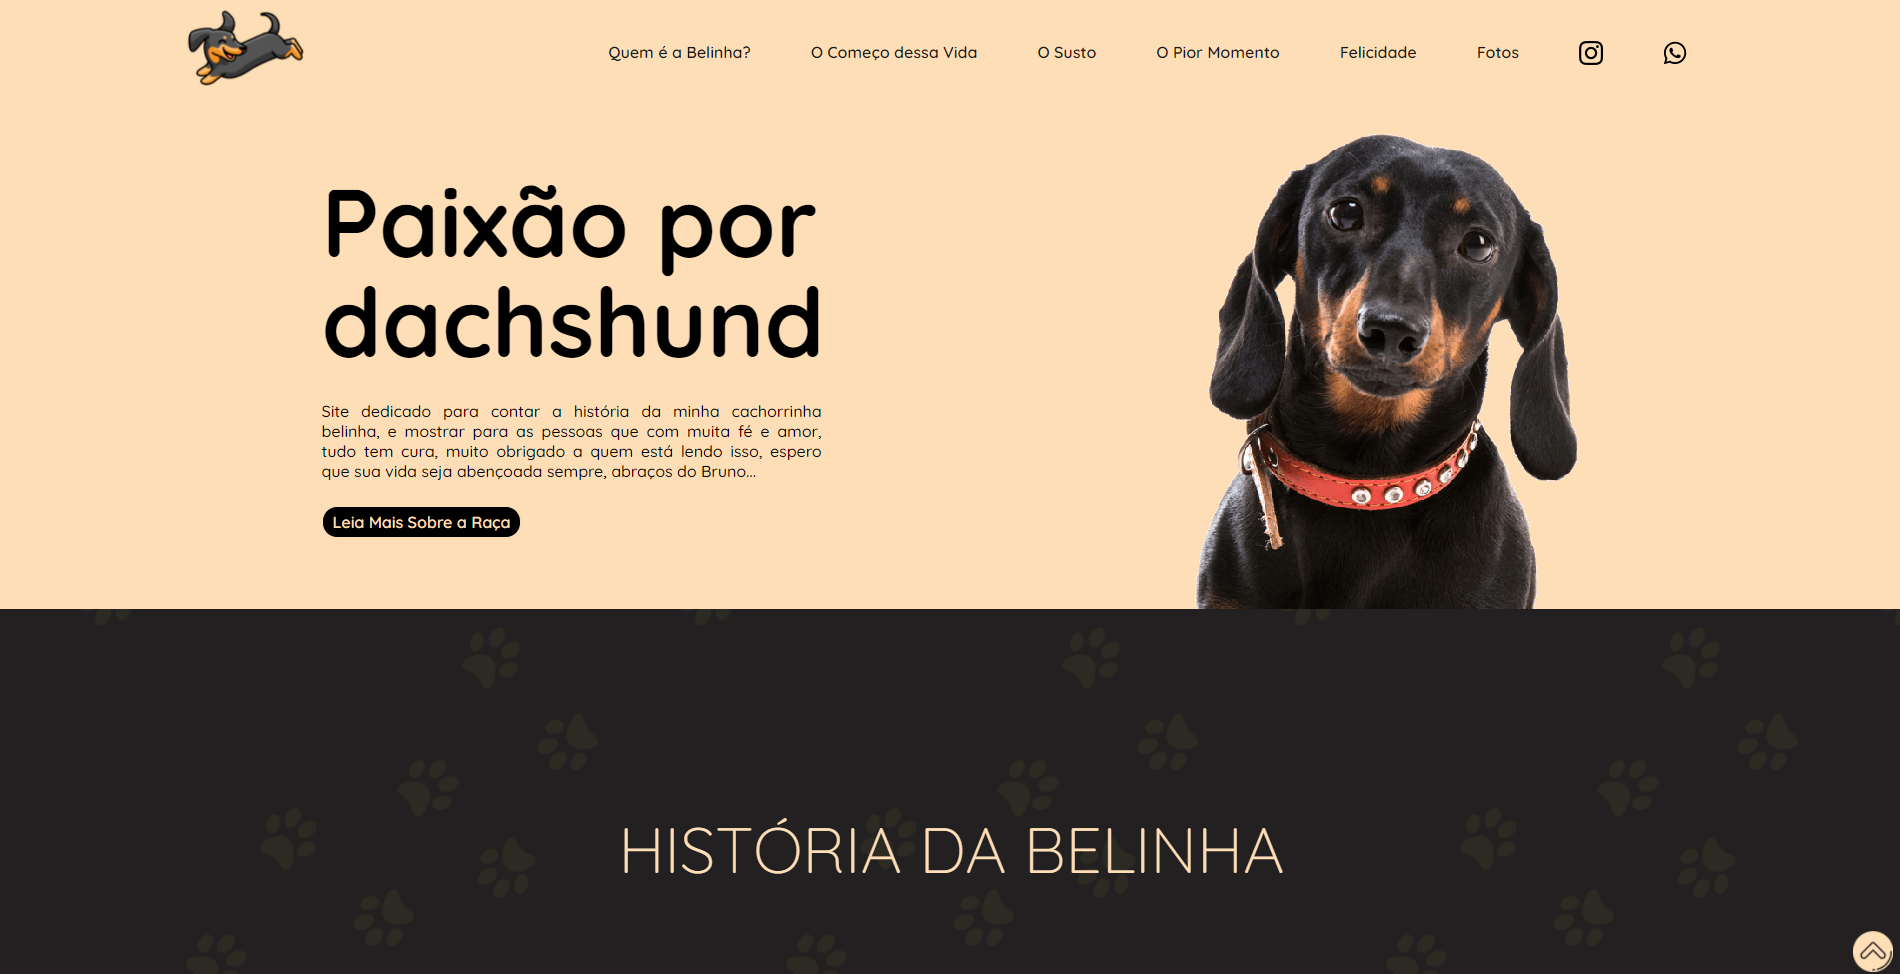 Quem é a Belinha?
O Começo dessa Vida
O Susto
O Pior Momento
Felicidade
Fotos
Paixão por
dachshund
Site dedicado para contar a história da minha cachorrinha
belinha, e mostrar para as pessoas que com muita fé e amor,
tudo tem cura, muito obrigado a quem está lendo isso, espero
que sua vida seja abençoada sempre, abraços do Bruno...
Leia Mais Sobre a Raça
HISTÓRIA DA BELINHA